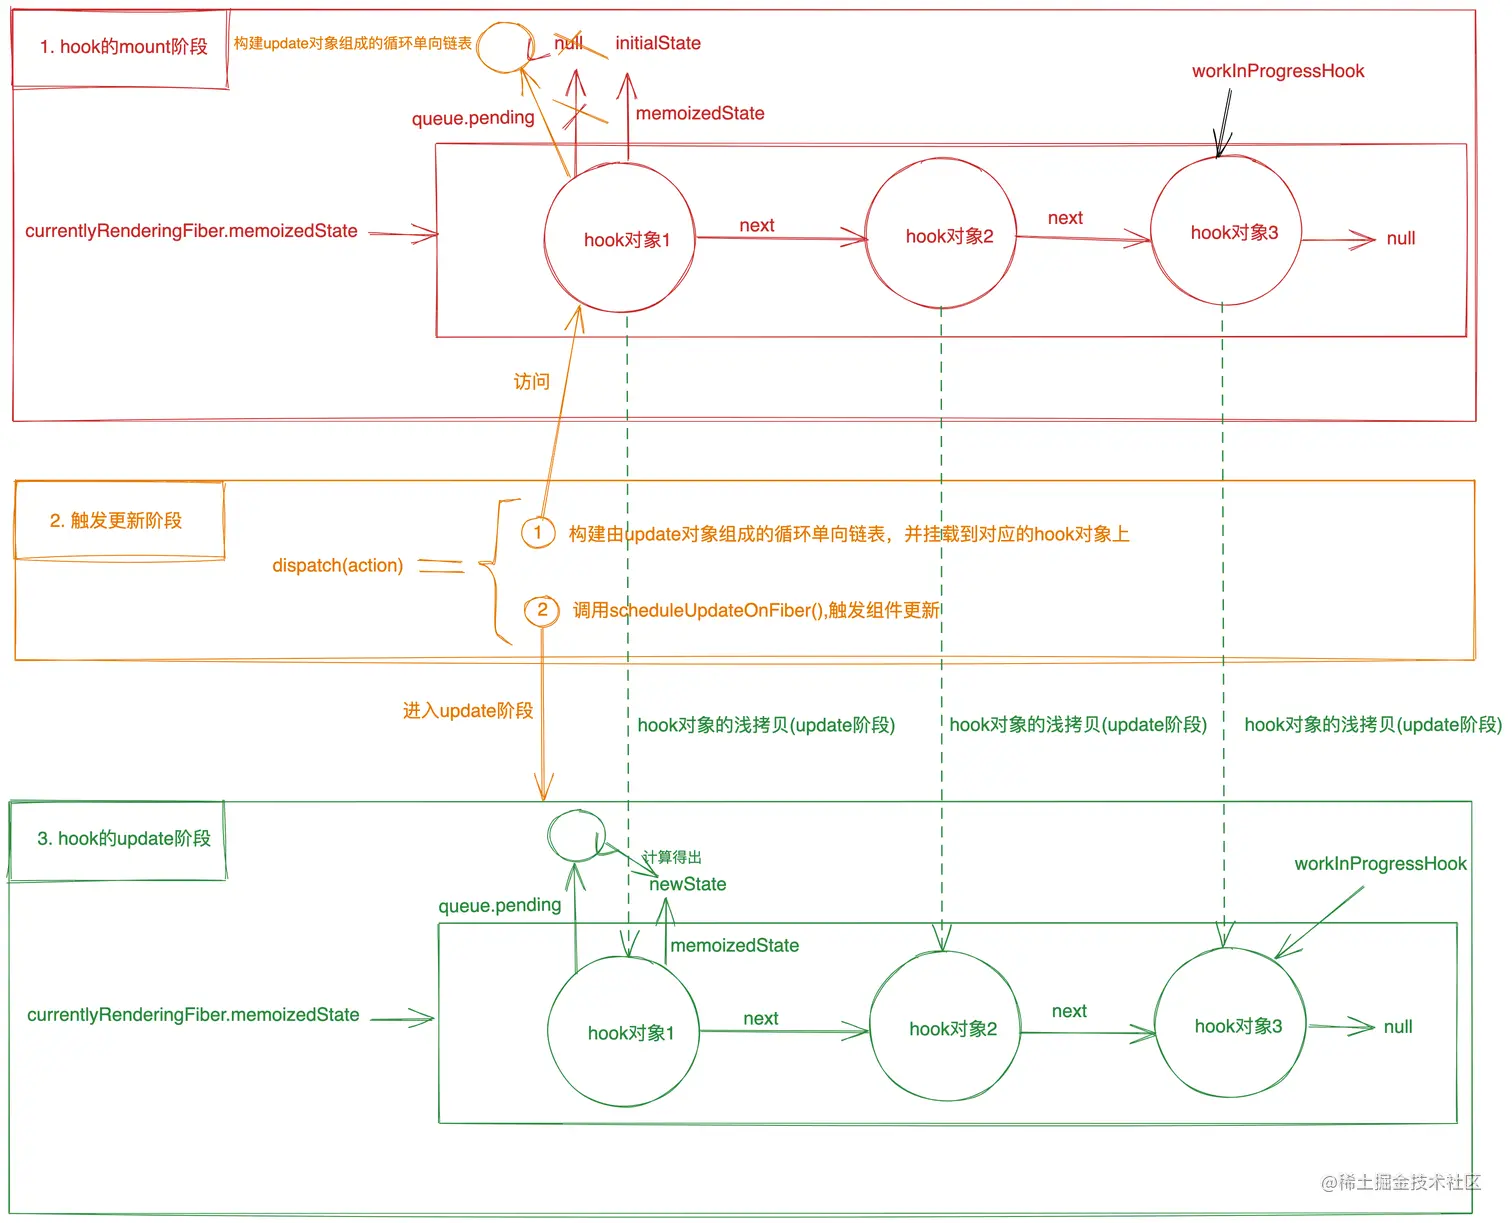 1. hook的mount阶段
构建update对象组成的循环单向链表
null
initialState
workInProgressHook
queue.pending
memoizedState
currentlyRenderingFiber.memoizedState
hook对象1
next
hook对象2
next
hook对象3
null
访问
2. 触发更新阶段
dispatch(action)
1
构建由update对象组成的循环单向链表，并挂载到对应的hook对象上
2
调用scheduleUpdateOnFiber(),触发组件更新
进入update阶段
hook对象的浅拷贝(update阶段)
hook对象的浅拷贝(update阶段)
hook对象的浅拷贝(update阶段)
3. hook的update阶段
计算得出
newState
workInProgressHook
queue.pending
memoizedState
currentlyRenderingFiber.memoizedState
hook对象1
next
hook对象2
next
hook对象3
null
@稀土掘金技术社区